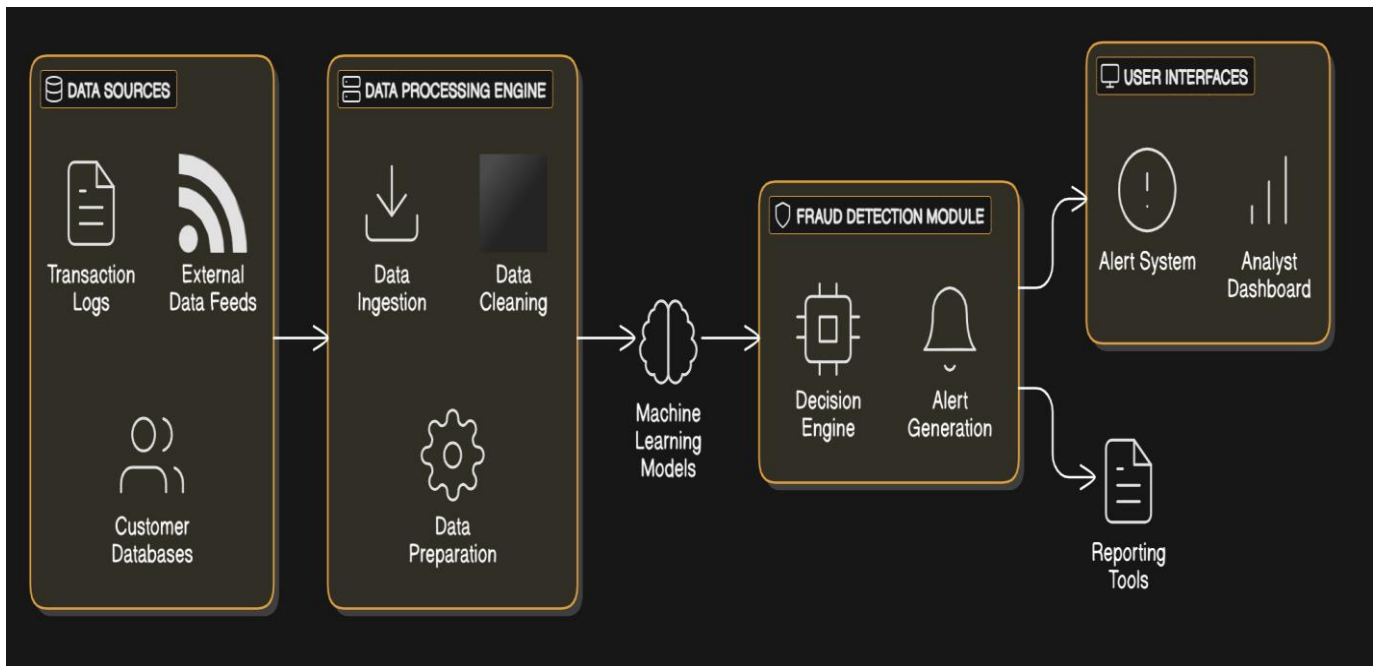 DATA SOURCES
Transaction
Logs
External
Data Feeds
Customer
Databases
DATA PROCESSING ENGINE
Data
Ingestion
Data
Cleaning
Data
Preparation
Machine
Learning
Models
FRAUD DETECTION MODULE
Decision
Engine
Alert
Generation
USER INTERFACES
Alert System
Analyst
Dashboard
Reporting
Tools